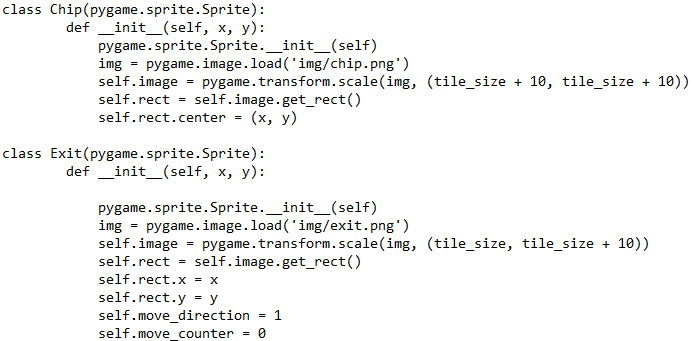 class Chip(pygame.sprite.Sprite):
        def __init__(self, x, y):
            pygame.sprite.Sprite.__init__(self)
            img = pygame.image.load('img/chip.png')
            self.image = pygame.transform.scale(img, (tile_size + 10, tile_size + 10))
            self.rect = self.image.get_rect()
            self.rect.center = (x, y)

class Exit(pygame.sprite.Sprite):
        def __init__(self, x, y):

            pygame.sprite.Sprite.__init__(self)
            img = pygame.image.load('img/exit.png')
            self.image = pygame.transform.scale(img, (tile_size, tile_size + 10))
            self.rect = self.image.get_rect()
            self.rect.x = x
            self.rect.y = y
            self.move_direction = 1
            self.move_counter = 0